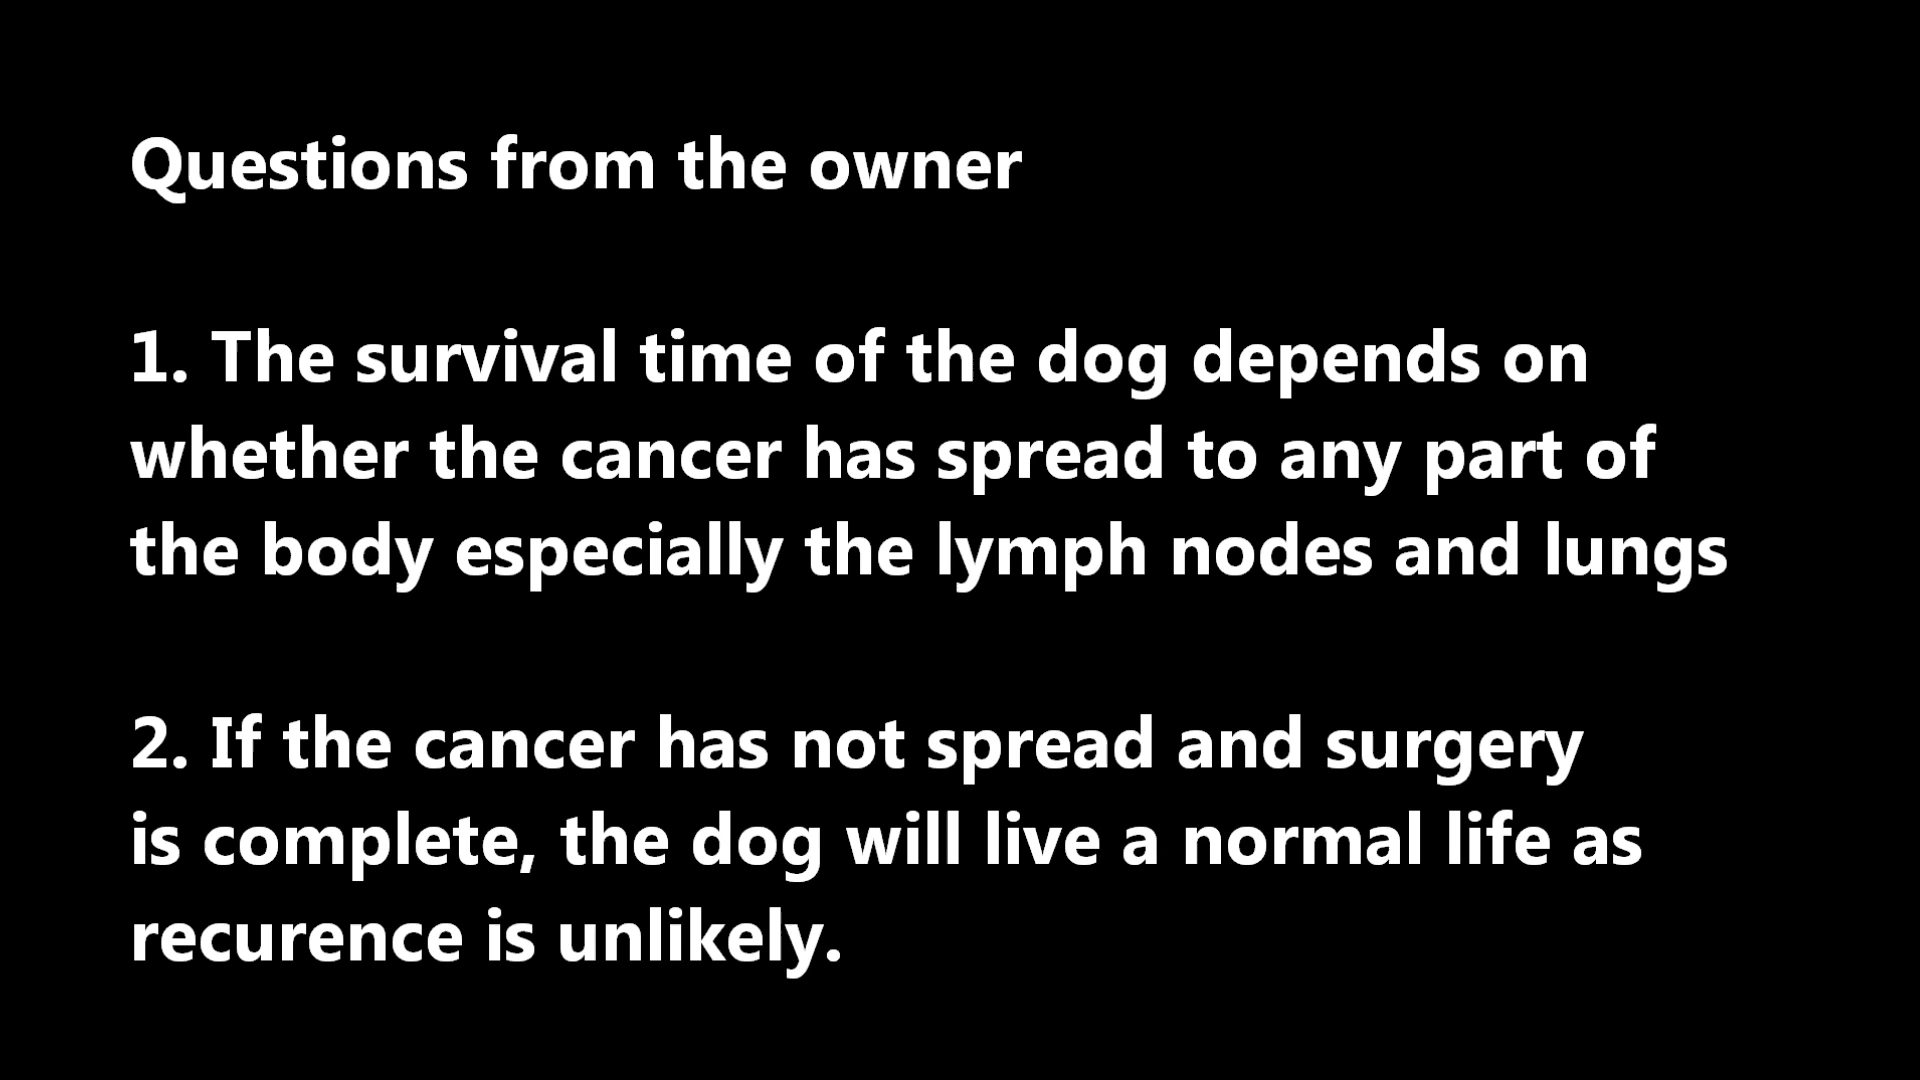 Questions from the owner
1. The survival time of the dog depends on
whether the cancer has spread to any part of
the body especially the lymph nodes and lungs
2. If the cancer has not spread and surgery
is complete, the dog will live a normal life as
recurence is unlikely.